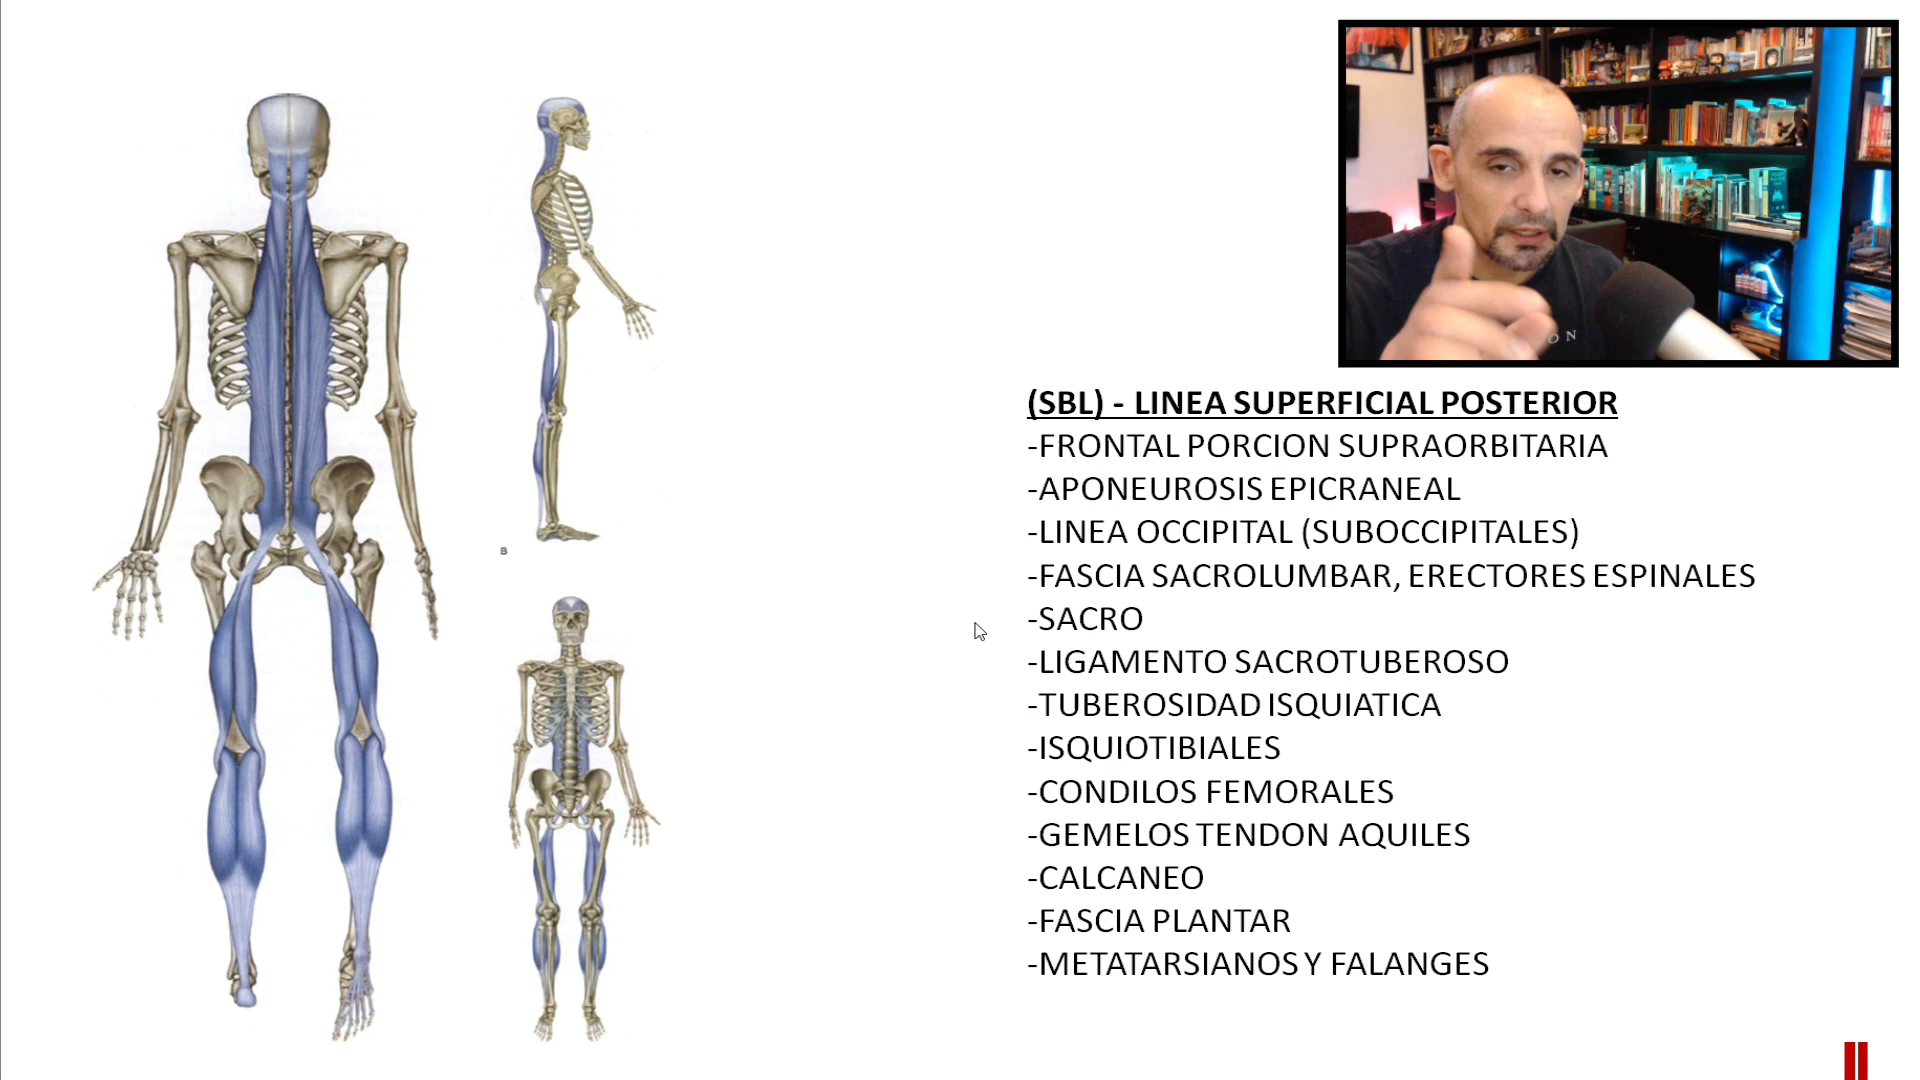 ON
(SBL) - LINEA SUPERFICIAL POSTERIOR
-FRONTAL PORCION SUPRAORBITARIA
-APONEUROSIS EPICRANEAL
-LINEA OCCIPITAL (SUBOCCIPITALES)
-FASCIA SACROLUMBAR, ERECTORES ESPINALES
-SACRO
-LIGAMENTO SACROTUBEROSO
-TUBEROSIDAD ISQUIATICA
-ISQUIOTIBIALES
-CONDILOS FEMORALES
-GEMELOS TENDON AQUILES
-CALCANEO
-FASCIA PLANTAR
-METATARSIANOS Y FALANGES
B